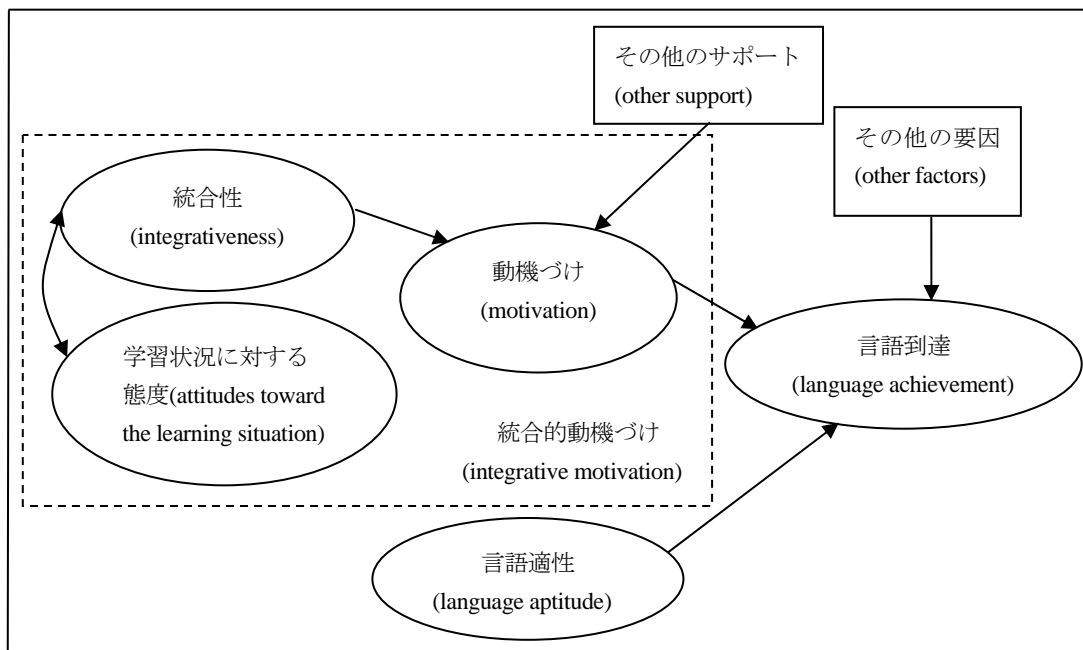 その他のサポート
(other support)
その他の要因
(other factors)
統合性
(integrativeness)
動機づけ
(motivation)
学習状況に対する
態度(attitudes toward
the learning situation)
言語到達
(language achievement)
統合的動機づけ
(integrative motivation)
言語適性
(language aptitude)